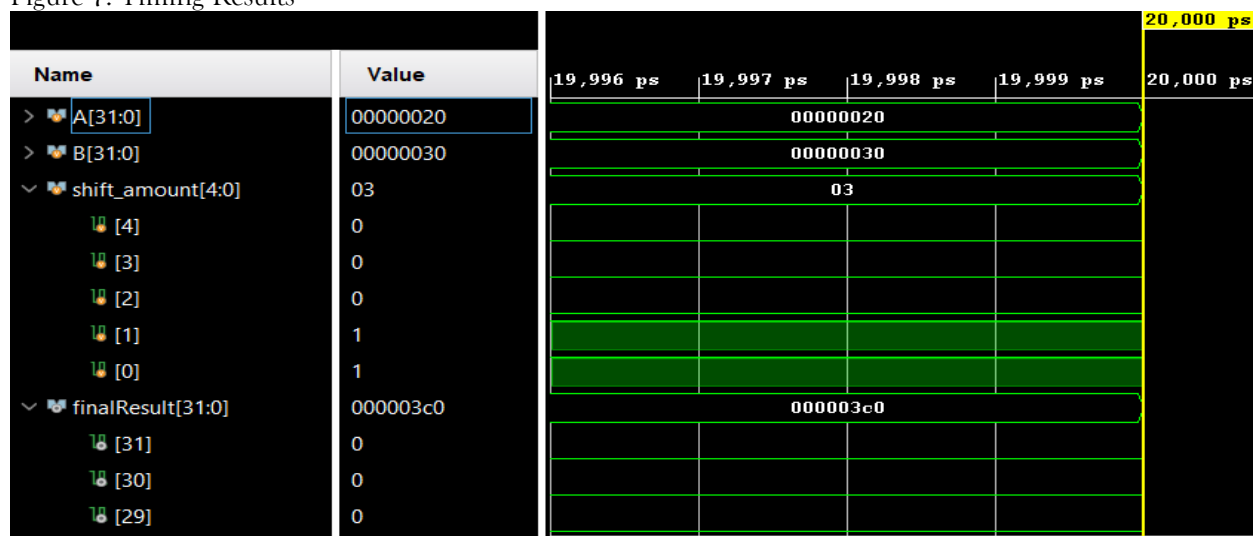 Figure 7: Timing Results
20,000 ps
Name Value 19,996 ps 19,997 ps 19,998 ps 19,999 ps 20,000 ps
> A[31:0] 00000020 00000020
> B[31:0] 00000030 00000030
shift_amount[4:0] 03 03
[4] 0
[3] 0
[2] 0
[1] 1
[0] 1
finalResult[31:0] 000003c0 000003c0
[31] 0
[30] 0
[29] 0